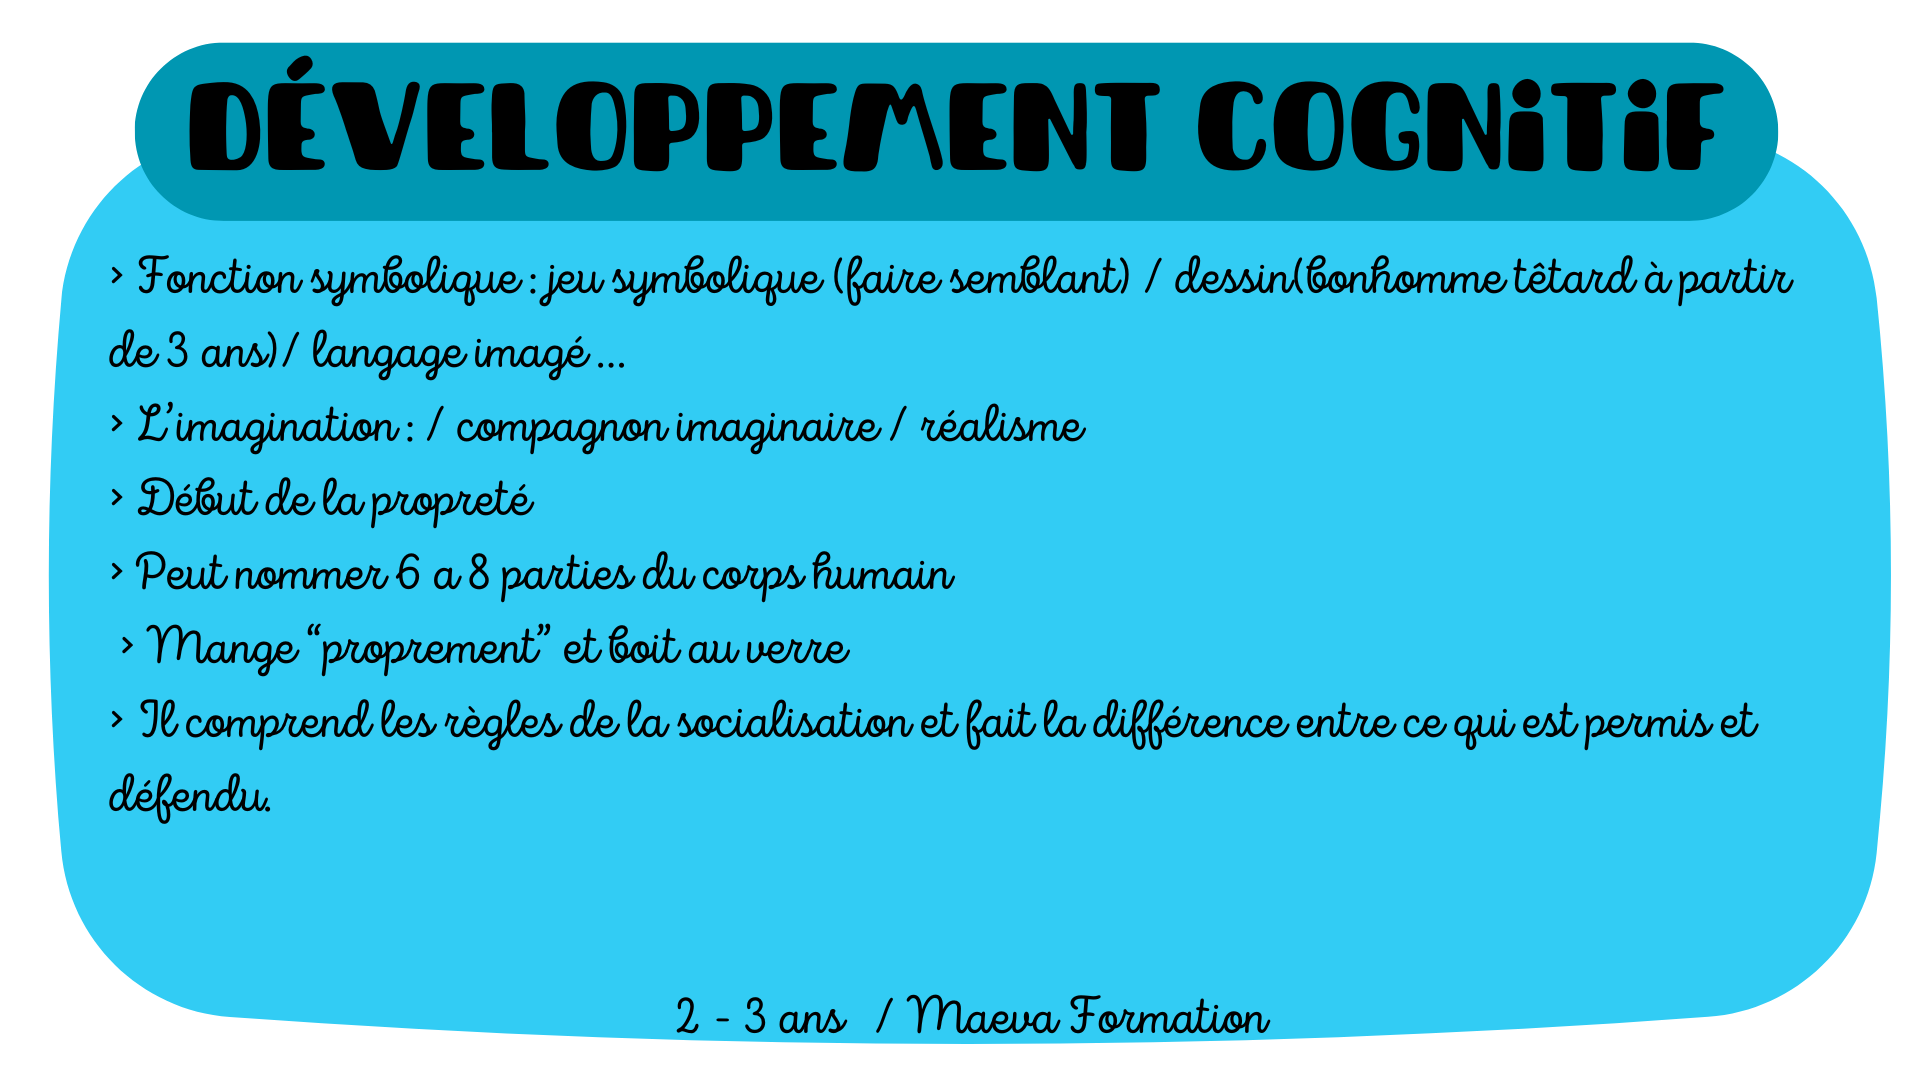 DÉVELOPPEMENT COGNiTiF
> Fonction symbolique : jeu symbolique (faire semblant) / dessin(bonhomme têtard à partir
de 3 ans)/ langage imagé ...
> L’imagination : / compagnon imaginaire / réalisme
> Début de la propreté
> Peut nommer 6 a 8 parties du corps humain
> Mange “proprement” et boit au verre
> Il comprend les règles de la socialisation et fait la différence entre ce qui est permis et
défendu.
2 - 3 ans / Maeva Formation